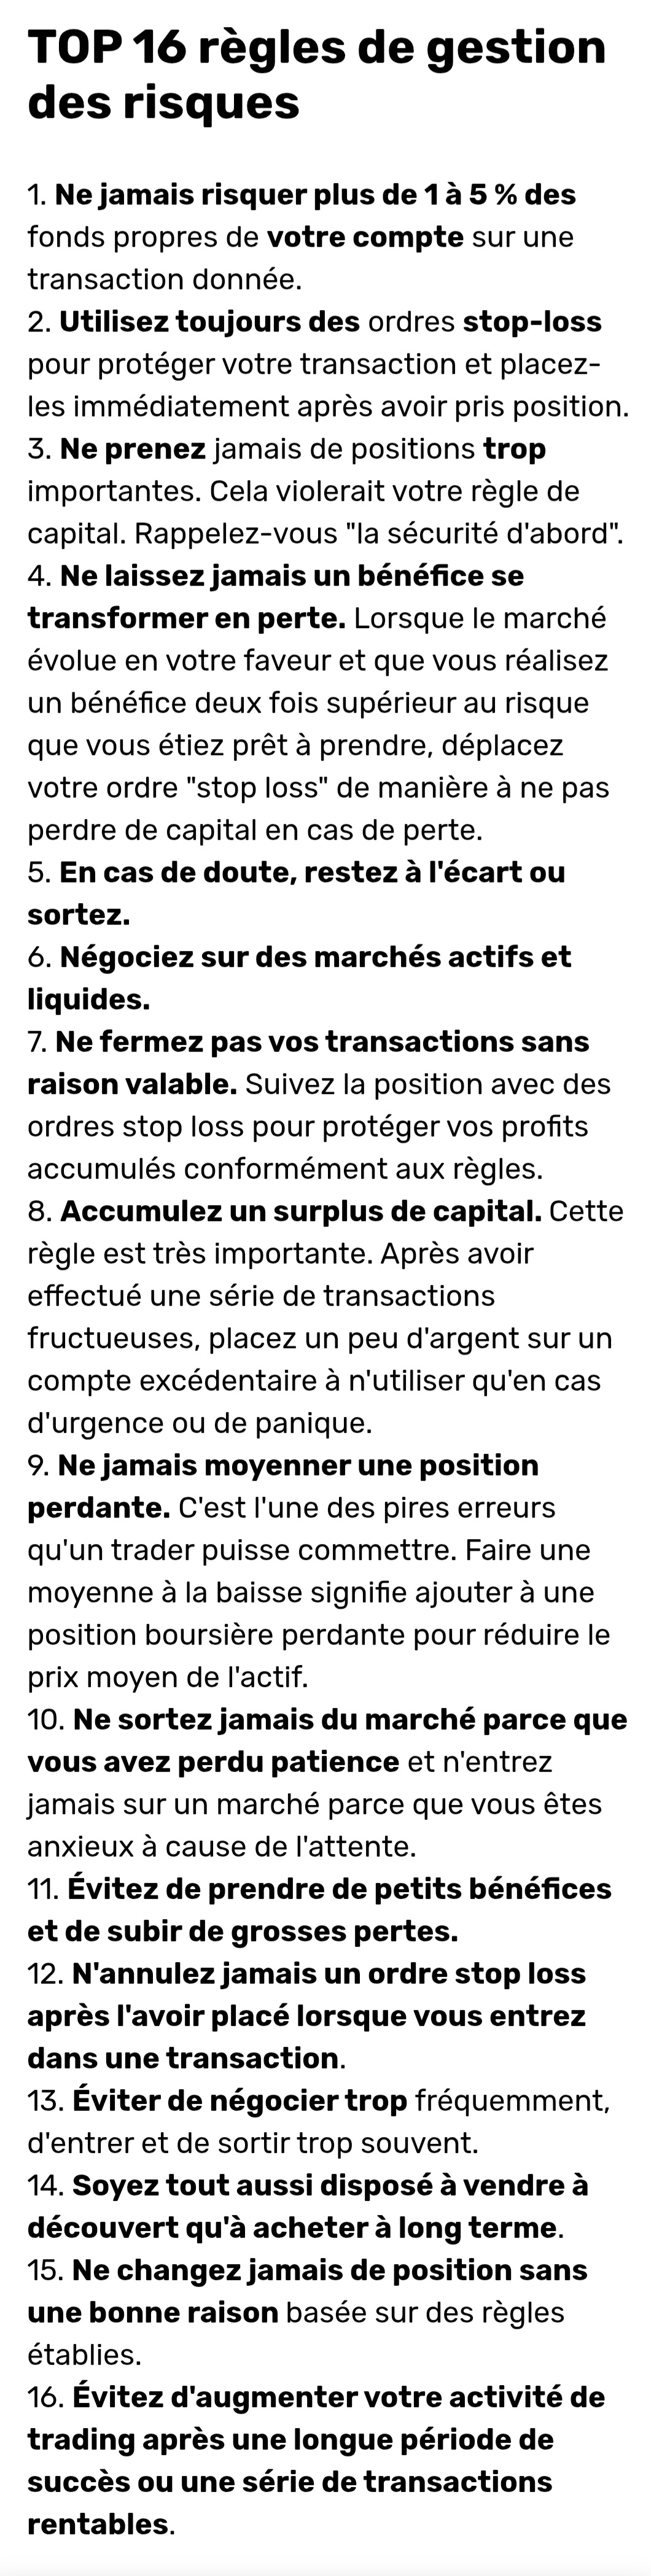 TOP 16 règles de gestion
des risques
1. Ne jamais risquer plus de 1 à 5 % des
fonds propres de votre compte sur une
transaction donnée.
2. Utilisez toujours des ordres stop-loss
pour protéger votre transaction et placez-
les immédiatement après avoir pris position.
3. Ne prenez jamais de positions trop
importantes. Cela violerait votre règle de
capital. Rappelez-vous "la sécurité d'abord".
4. Ne laissez jamais un bénéfice se
transformer en perte. Lorsque le marché
évolue en votre faveur et que vous réalisez
un bénéfice deux fois supérieur au risque
que vous étiez prêt à prendre, déplacez
votre ordre "stop loss" de manière à ne pas
perdre de capital en cas de perte.
5. En cas de doute, restez à l'écart ou
sortez.
6. Négociez sur des marchés actifs et
liquides.
7. Ne fermez pas vos transactions sans
raison valable. Suivez la position avec des
ordres stop loss pour protéger vos profits
accumulés conformément aux règles.
8. Accumulez un surplus de capital. Cette
règle est très importante. Après avoir
effectué une série de transactions
fructueuses, placez un peu d'argent sur un
compte excédentaire à n'utiliser qu'en cas
d'urgence ou de panique.
9. Ne jamais moyenner une position
perdante. C'est l'une des pires erreurs
qu'un trader puisse commettre. Faire une
moyenne à la baisse signifie ajouter à une
position boursière perdante pour réduire le
prix moyen de l'actif.
10. Ne sortez jamais du marché parce que
vous avez perdu patience et n'entrez
jamais sur un marché parce que vous êtes
anxieux à cause de l'attente.
11. Évitez de prendre de petits bénéfices
et de subir de grosses pertes.
12. N'annulez jamais un ordre stop loss
après l'avoir placé lorsque vous entrez
dans une transaction.
13. Éviter de négocier trop fréquemment,
d'entrer et de sortir trop souvent.
14. Soyez tout aussi disposé à vendre à
découvert qu'à acheter à long terme.
15. Ne changez jamais de position sans
une bonne raison basée sur des règles
établies.
16. Évitez d'augmenter votre activité de
trading après une longue période de
succès ou une série de transactions
rentables.